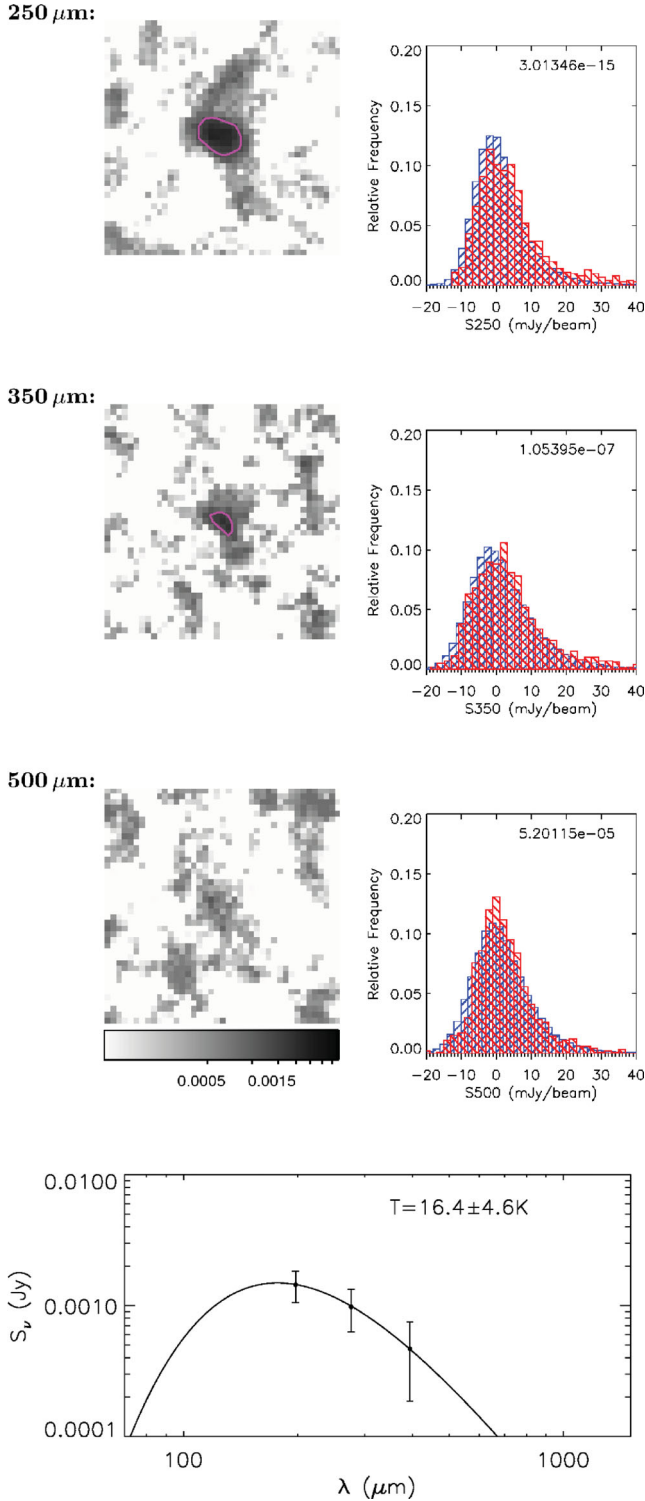 250 μm:
0.20
0.15
0.10
0.05
0.00
Relative Frequency
3.01346e−15
−20 −10 0 10 20 30 40
S250 (mJy/beam)
350 μm:
0.20
0.15
0.10
0.05
0.00
Relative Frequency
1.05395e−07
−20 −10 0 10 20 30 40
S350 (mJy/beam)
500 μm:
0.20
0.15
0.10
0.05
0.00
Relative Frequency
5.20115e−05
−20 −10 0 10 20 30 40
S500 (mJy/beam)
0.0005 0.0015
0.0100
0.0010
0.0001
S_ν (Jy)
T=16.4±4.6K
100 1000
λ (μm)